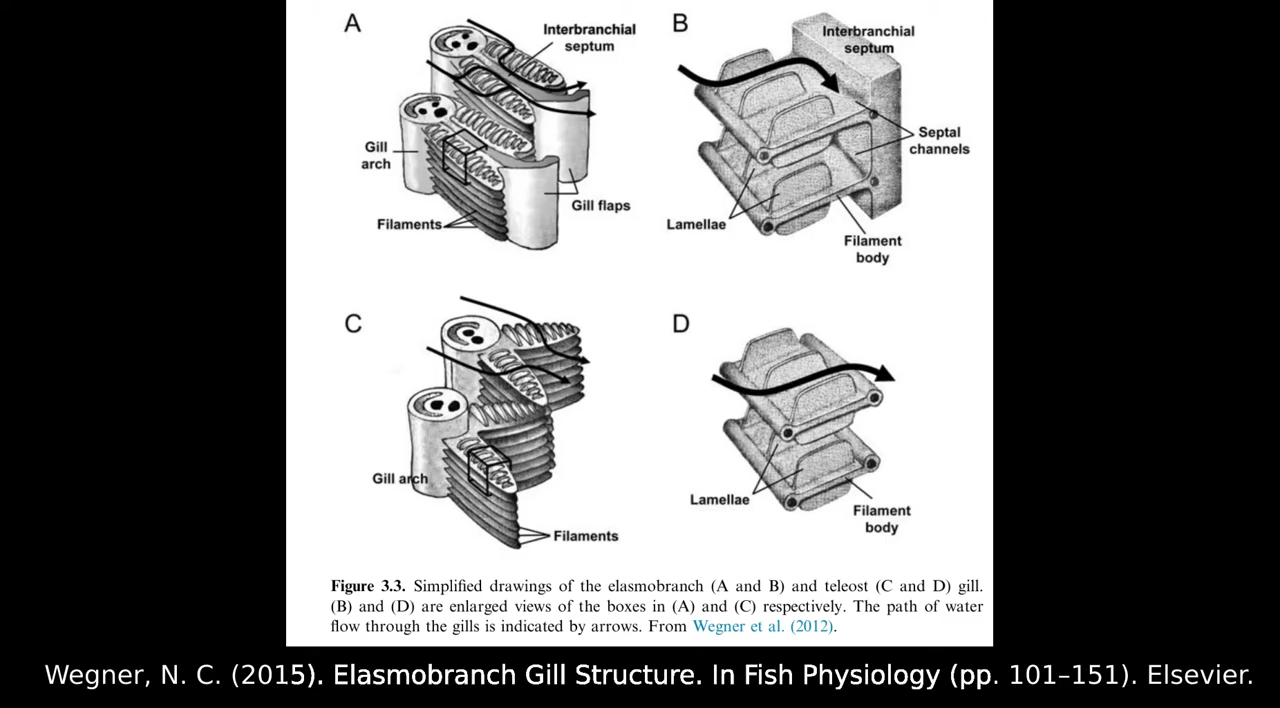 A
Interbranchial
septum
Gill
arch
Gill flaps
Filaments
B
Interbranchial
septum
Septal
channels
Lamellae
Filament
body
C
Gill arch
Filaments
D
Lamellae
Filament
body
Figure 3.3. Simplified drawings of the elasmobranch (A and B) and teleost (C and D) gill.
(B) and (D) are enlarged views of the boxes in (A) and (C) respectively. The path of water
flow through the gills is indicated by arrows. From Wegner et al. (2012).
Wegner, N. C. (2015). Elasmobranch Gill Structure. In Fish Physiology (pp. 101–151). Elsevier.